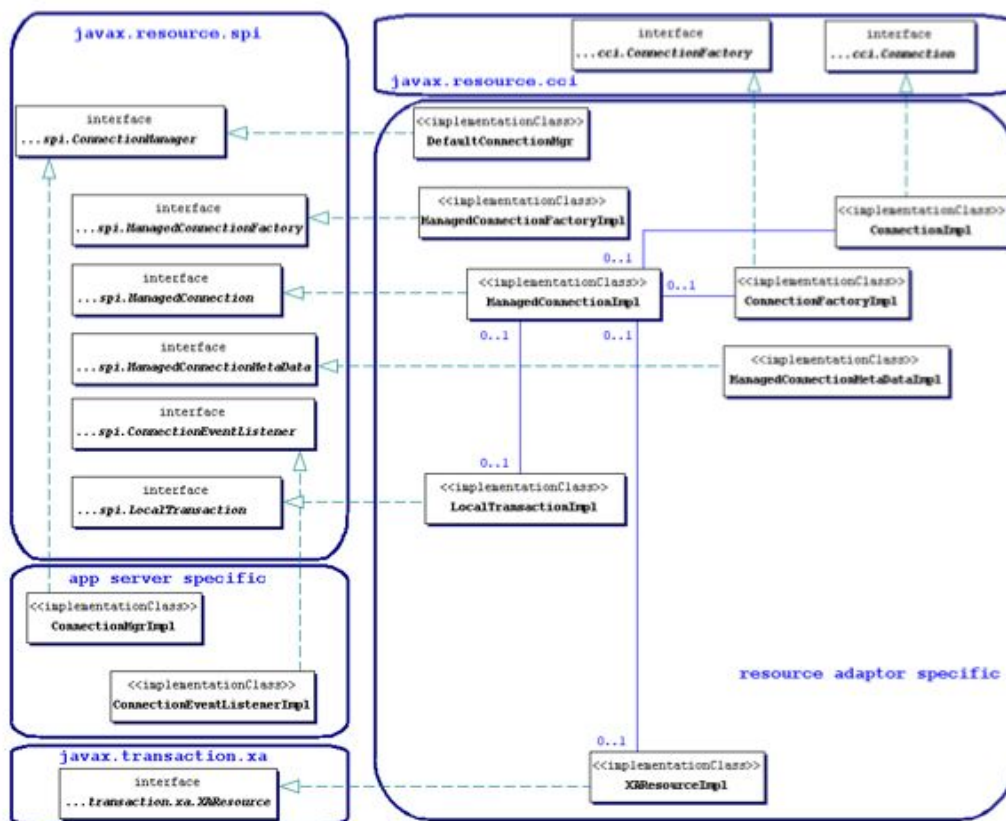 javax.resource.spi
interface
...spi.ConnectionManager
interface
...spi.ManagedConnectionFactory
interface
...spi.ManagedConnection
interface
...spi.ManagedConnectionMetaData
interface
...spi.ConnectionEventListener
interface
...spi.LocalTransaction
app server specific
<<implementationClass>>
ConnectionMgrImpl
<<implementationClass>>
ConnectionEventListenerImpl
javax.transaction.xa
interface
...transaction.xa.XAResource
interface
...cci.ConnectionFactory
interface
...cci.Connection
javax.resource.cci
<<implementationClass>>
DefaultConnectionMgr
<<implementationClass>>
ManagedConnectionFactoryImpl
<<implementationClass>>
ConnectionImpl
0..1
<<implementationClass>>
ManagedConnectionImpl
0..1
<<implementationClass>>
ConnectionFactoryImpl
0..1
0..1
<<implementationClass>>
ManagedConnectionMetaDataImpl
0..1
<<implementationClass>>
LocalTransactionImpl
resource adaptor specific
0..1
<<implementationClass>>
XAResourceImpl